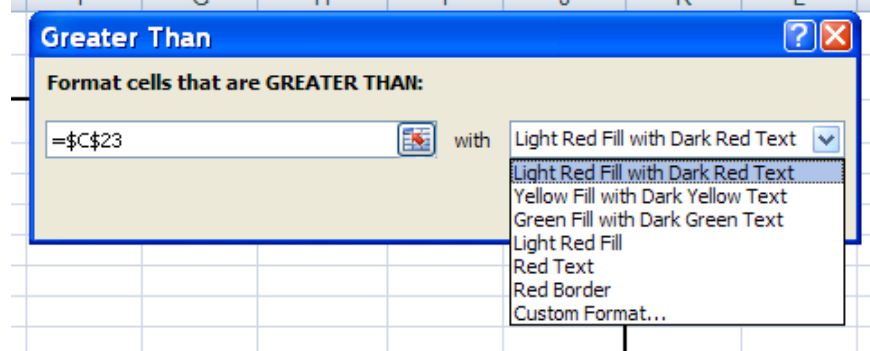 Greater Than
Format cells that are GREATER THAN:
=$C$23 with Light Red Fill with Dark Red Text
Light Red Fill with Dark Red Text
Yellow Fill with Dark Yellow Text
Green Fill with Dark Green Text
Light Red Fill
Red Text
Red Border
Custom Format...